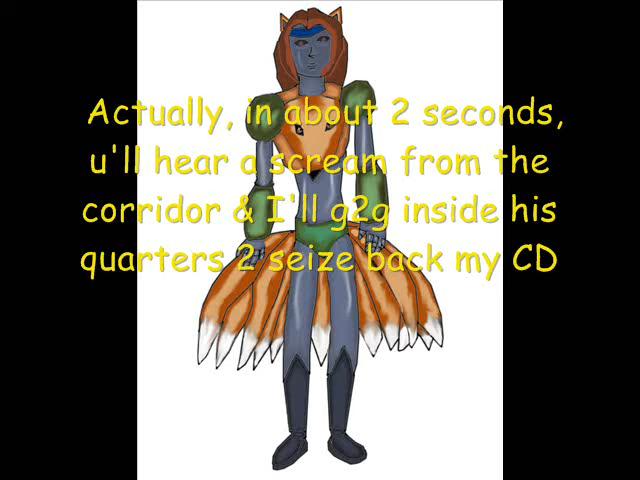 Actually, in about 2 seconds,
u'll hear a scream from the
corridor & I'll g2g inside his
quarters 2 seize back my CD